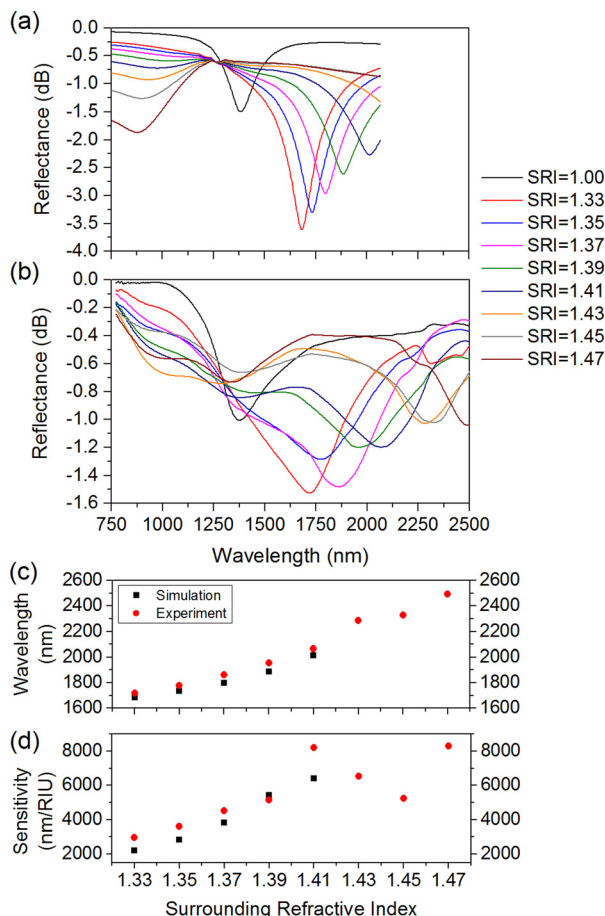 (a)
0.0
-0.5
-1.0
-1.5
-2.0
-2.5
-3.0
-3.5
-4.0
Reflectance (dB)
SRI=1.00
SRI=1.33
SRI=1.35
SRI=1.37
SRI=1.39
SRI=1.41
SRI=1.43
SRI=1.45
SRI=1.47
(b)
0.0
-0.2
-0.4
-0.6
-0.8
-1.0
-1.2
-1.4
-1.6
Reflectance (dB)
750 1000 1250 1500 1750 2000 2250 2500
Wavelength (nm)
(c)
2600
2400
2200
2000
1800
1600
Wavelength
(nm)
Simulation
Experiment
2600
2400
2200
2000
1800
1600
(d)
8000
6000
4000
2000
Sensitivity
(nm/RIU)
8000
6000
4000
2000
1.33 1.35 1.37 1.39 1.41 1.43 1.45 1.47
Surrounding Refractive Index